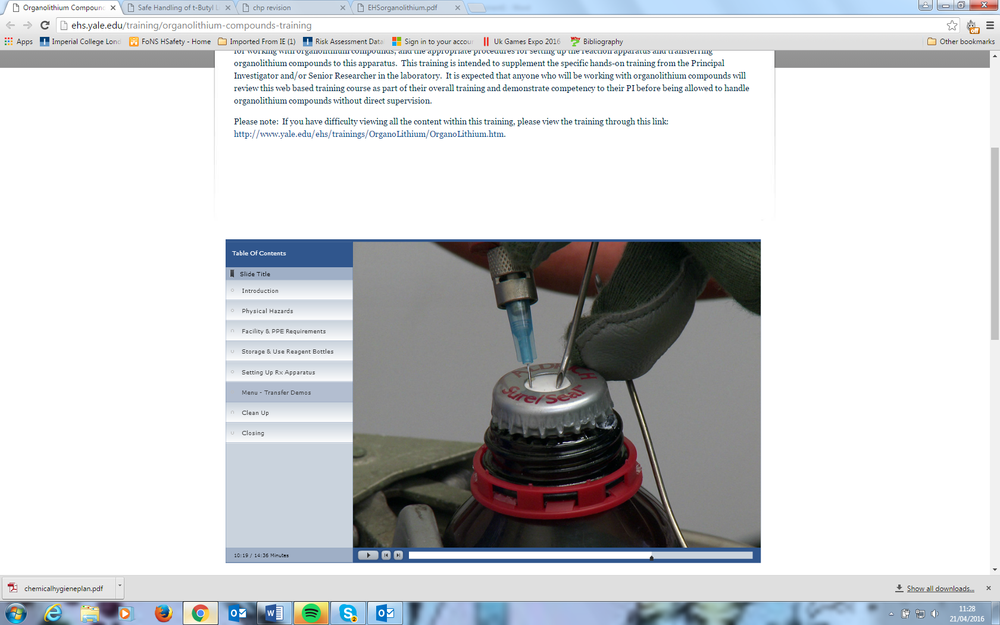 Organolithium Compound
Safe Handling of t-Butyl L
chp revision
EHSorganolithium.pdf
ehs.yale.edu/training/organolithium-compounds-training
Off
Apps
Imperial College Lond
FoNS HSafety - Home
Imported From IE (1)
Risk Assessment Data
Sign in to your accoun
Uk Games Expo 2016
Why
Bibliography
Other bookmarks
for working with organolithium compounds, and the appropriate procedures for setting up the reaction apparatus and transferring
organolithium compounds to this apparatus.  This training is intended to supplement the specific hands-on training from the Principal
Investigator and/or Senior Researcher in the laboratory.  It is expected that anyone who will be working with organolithium compounds will
review this web based training course as part of their overall training and demonstrate competency to their PI before being allowed to handle
organolithium compounds without direct supervision.
Please note:  If you have difficulty viewing all the content within this training, please view the training through this link:
http://www.yale.edu/ehs/trainings/OrganoLithium/OrganoLithium.htm.
Table Of Contents
Slide Title
Introduction
Physical Hazards
Facility & PPE Requirements
Storage & Use Reagent Bottles
Setting Up Rx Apparatus
Menu - Transfer Demos
Clean Up
Closing
10:19 / 14:36 Minutes
ALDRICH
Sure/Seal™
chemicalhygieneplan.pdf
Show all downloads...
2
11:28
21/04/2016